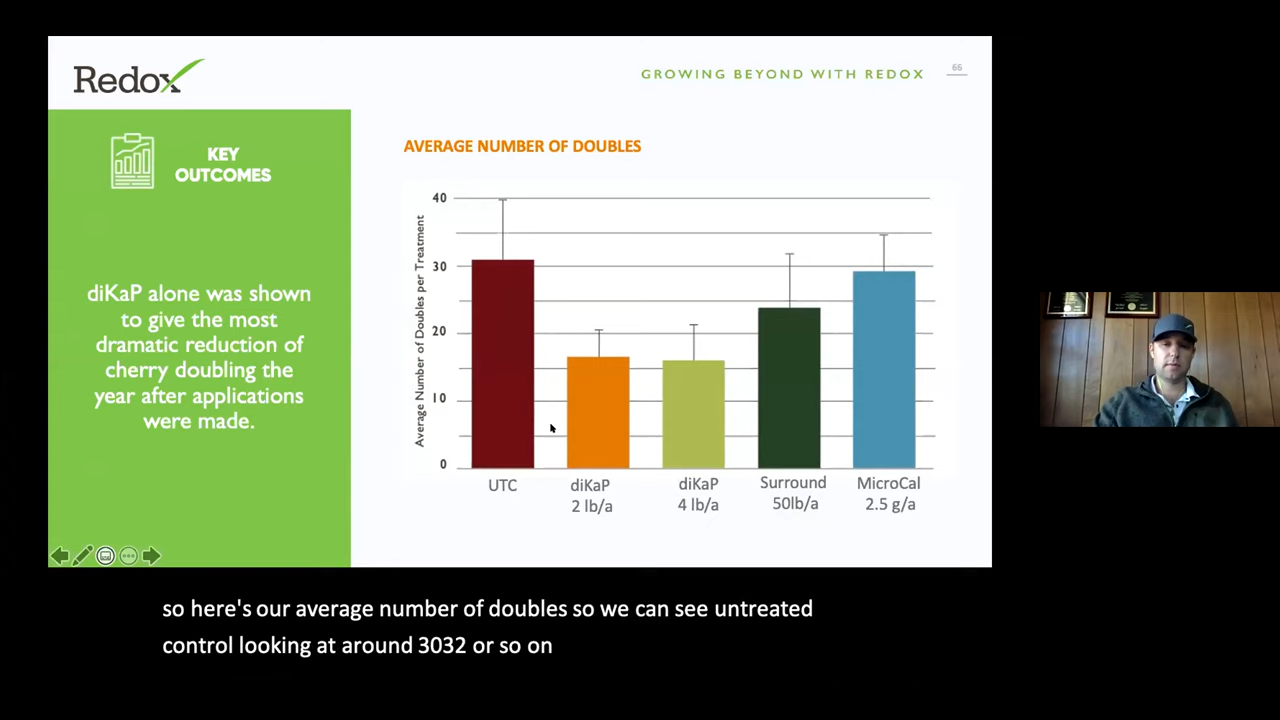 Redox
GROWING BEYOND WITH REDOX
66
KEY
OUTCOMES
diKaP alone was shown
to give the most
dramatic reduction of
cherry doubling the
year after applications
were made.
AVERAGE NUMBER OF DOUBLES
Average Number of Doubles per Treatment
40
30
20
10
0
UTC
diKaP
2 lb/a
diKaP
4 lb/a
Surround
50lb/a
MicroCal
2.5 g/a
so here's our average number of doubles so we can see untreated
control looking at around 3032 or so on